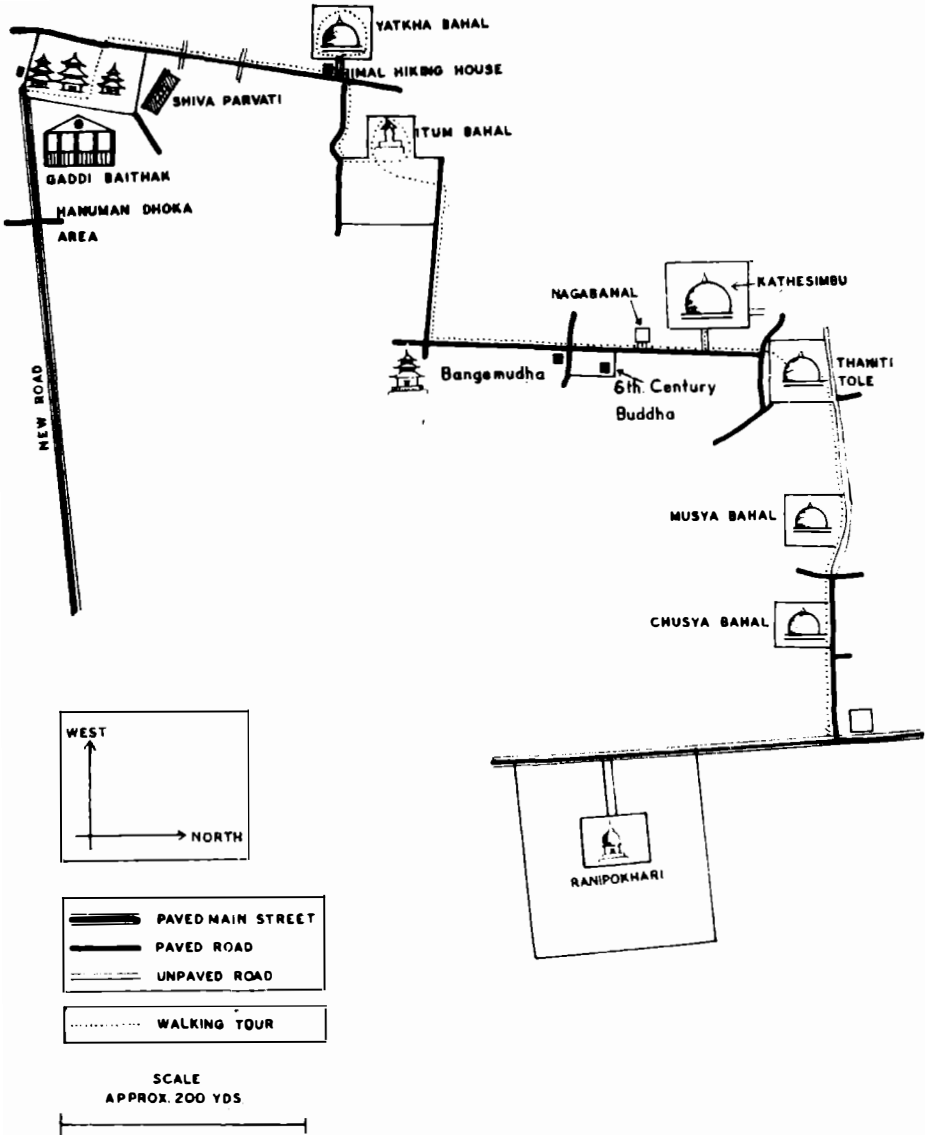 YATKHA BAHAL
HIMAL HIKING HOUSE
SHIVA PARVATI
ITUM BAHAL
GADDI BAITHAK
HANUMAN DHOKA
AREA
NEW ROAD
NAGABAHAL
KATHESIMBU
Bangemudha
6th Century
Buddha
THAHITI
TOLE
MUSYA BAHAL
CHUSYA BAHAL
WEST
NORTH
RANIPOKHARI
PAVED MAIN STREET
PAVED ROAD
UNPAVED ROAD
WALKING TOUR
SCALE
APPROX. 200 YDS